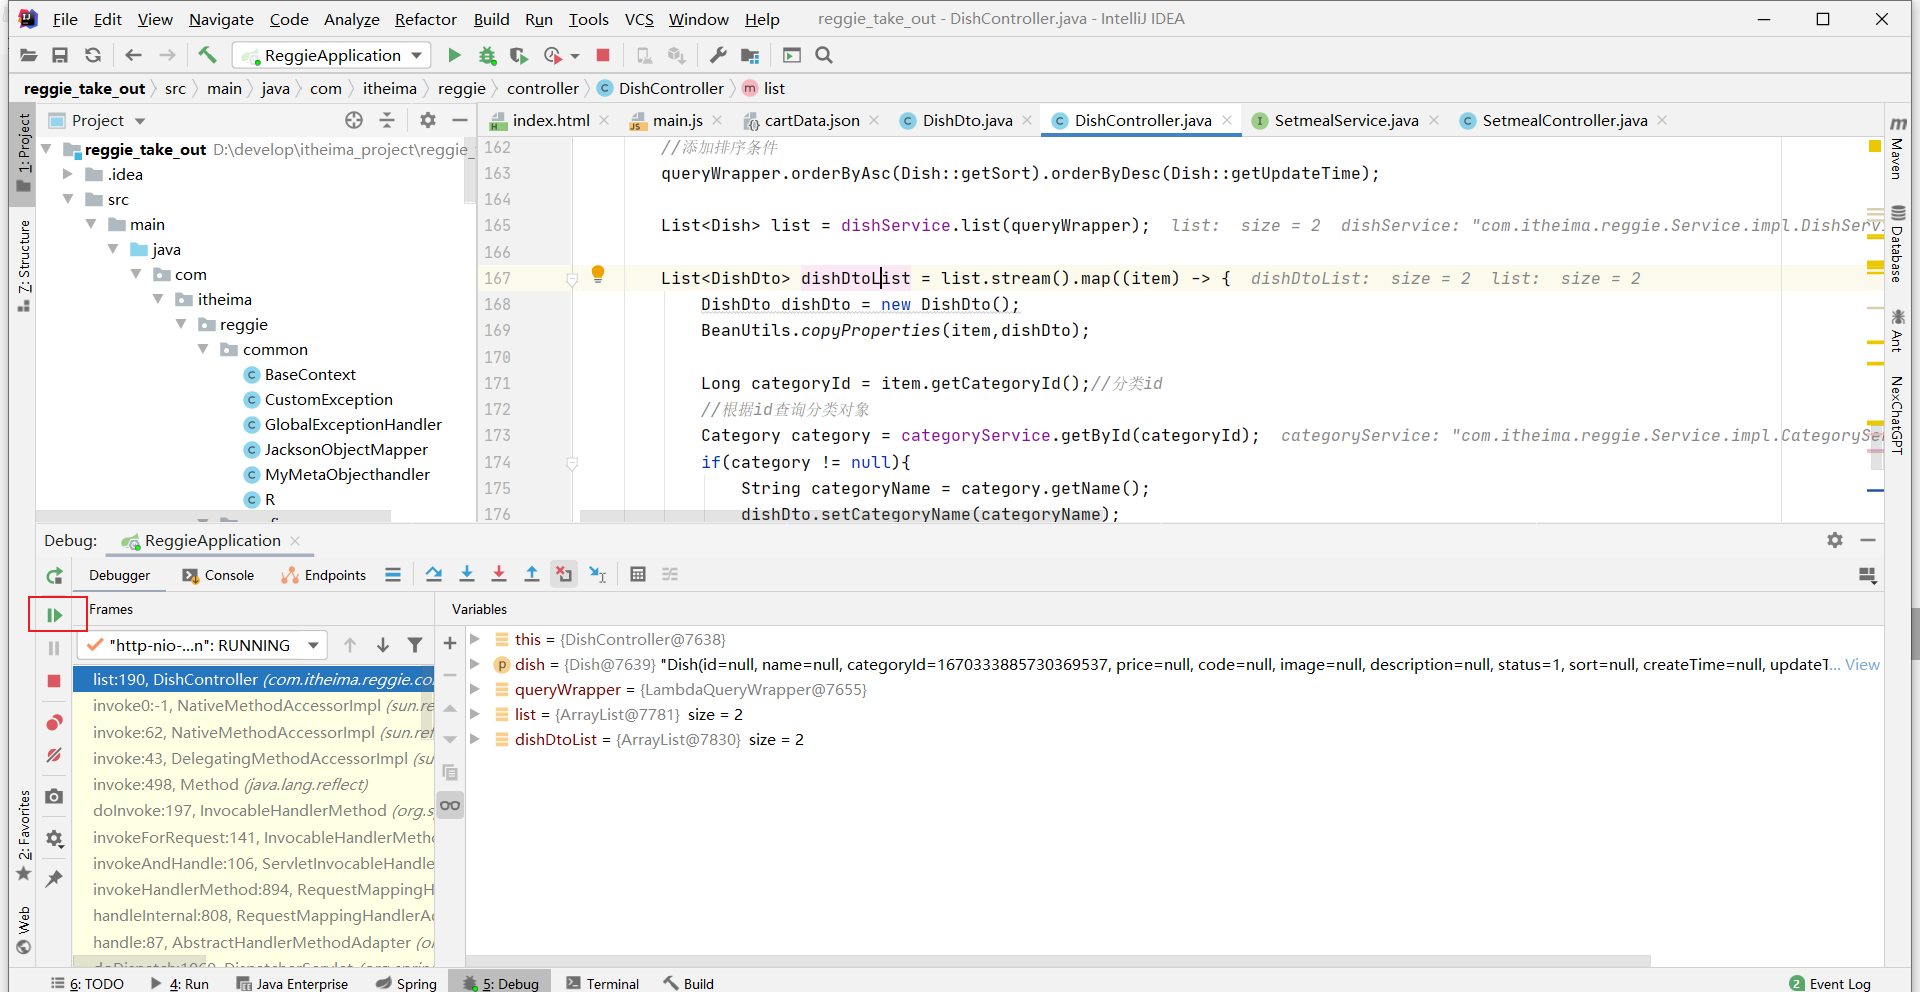 File Edit View Navigate Code Analyze Refactor Build Run Tools VCS Window Help reggie_take_out - DishController.java - IntelliJ IDEA
ReggieApplication
reggie_take_out src main java com itheima reggie controller DishController list
1: Project
Z: Structure
2: Favorites
Web
Project
reggie_take_out D:\develop\itheima_project\reggie_
.idea
src
main
java
com
itheima
reggie
common
BaseContext
CustomException
GlobalExceptionHandler
JacksonObjectMapper
MyMetaObjecthandler
R
index.html main.js cartData.json DishDto.java DishController.java SetmealService.java SetmealController.java
162 //添加排序条件
163 queryWrapper.orderByAsc(Dish::getSort).orderByDesc(Dish::getUpdateTime);
164
165 List<Dish> list = dishService.list(queryWrapper); list: size = 2 dishService: "com.itheima.reggie.Service.impl.DishServi
166
167 List<DishDto> dishDtoList = list.stream().map((item) -> { dishDtoList: size = 2 list: size = 2
168 DishDto dishDto = new DishDto();
169 BeanUtils.copyProperties(item,dishDto);
170
171 Long categoryId = item.getCategoryId();//分类id
172 //根据id查询分类对象
173 Category category = categoryService.getById(categoryId); categoryService: "com.itheima.reggie.Service.impl.CategorySe
174 if(category != null){
175 String categoryName = category.getName();
176 dishDto.setCategoryName(categoryName);
m Maven
Database
Ant
NexChatGPT
Debug: ReggieApplication
Debugger Console Endpoints
Frames
"http-nio-...n": RUNNING
list:190, DishController (com.itheima.reggie.co
invoke0:-1, NativeMethodAccessorImpl (sun.re
invoke:62, NativeMethodAccessorImpl (sun.ref
invoke:43, DelegatingMethodAccessorImpl (su
invoke:498, Method (java.lang.reflect)
doInvoke:197, InvocableHandlerMethod (org.s
invokeForRequest:141, InvocableHandlerMetho
invokeAndHandle:106, ServletInvocableHandle
invokeHandlerMethod:894, RequestMappingH
handleInternal:808, RequestMappingHandlerAd
handle:87, AbstractHandlerMethodAdapter (o
Variables
this = {DishController@7638}
dish = {Dish@7639} "Dish(id=null, name=null, categoryId=1670333885730369537, price=null, code=null, image=null, description=null, status=1, sort=null, createTime=null, updateT... View
queryWrapper = {LambdaQueryWrapper@7655}
list = {ArrayList@7781} size = 2
dishDtoList = {ArrayList@7830} size = 2
6: TODO 4: Run Java Enterprise Spring 5: Debug Terminal Build 2 Event Log